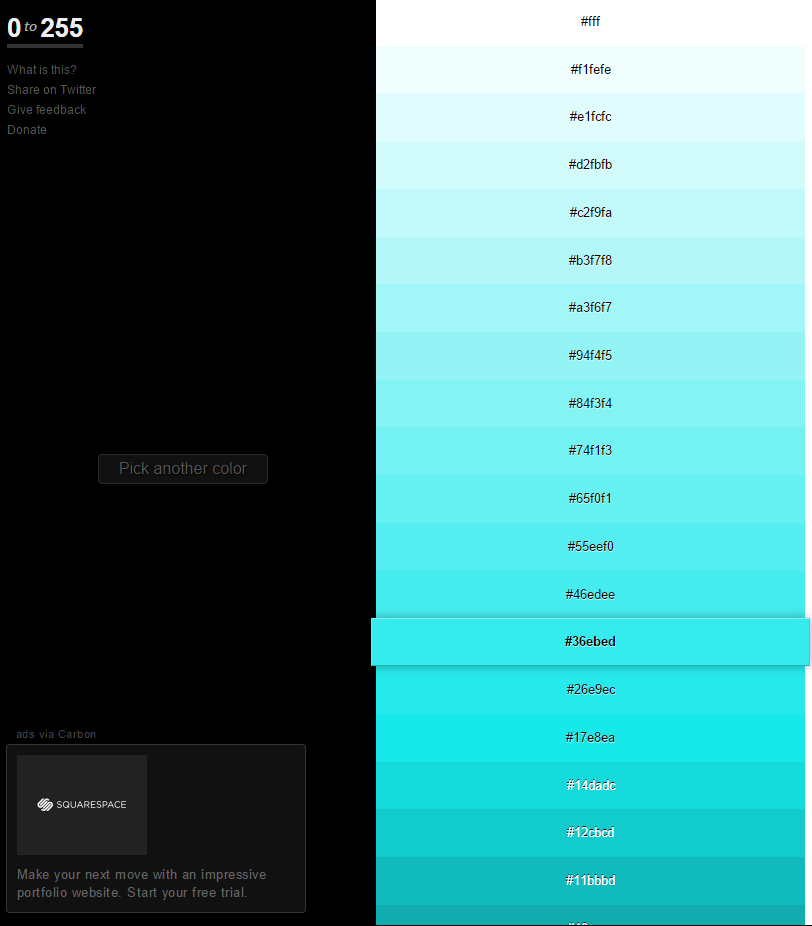 0 to 255
What is this?
Share on Twitter
Give feedback
Donate
Pick another color
ads via Carbon
SQUARESPACE
Make your next move with an impressive
portfolio website. Start your free trial.
#fff
#f1fefe
#e1fcfc
#d2fbfb
#c2f9fa
#b3f7f8
#a3f6f7
#94f4f5
#84f3f4
#74f1f3
#65f0f1
#55eef0
#46edee
#36ebed
#26e9ec
#17e8ea
#14dadc
#12cbcd
#11bbbd